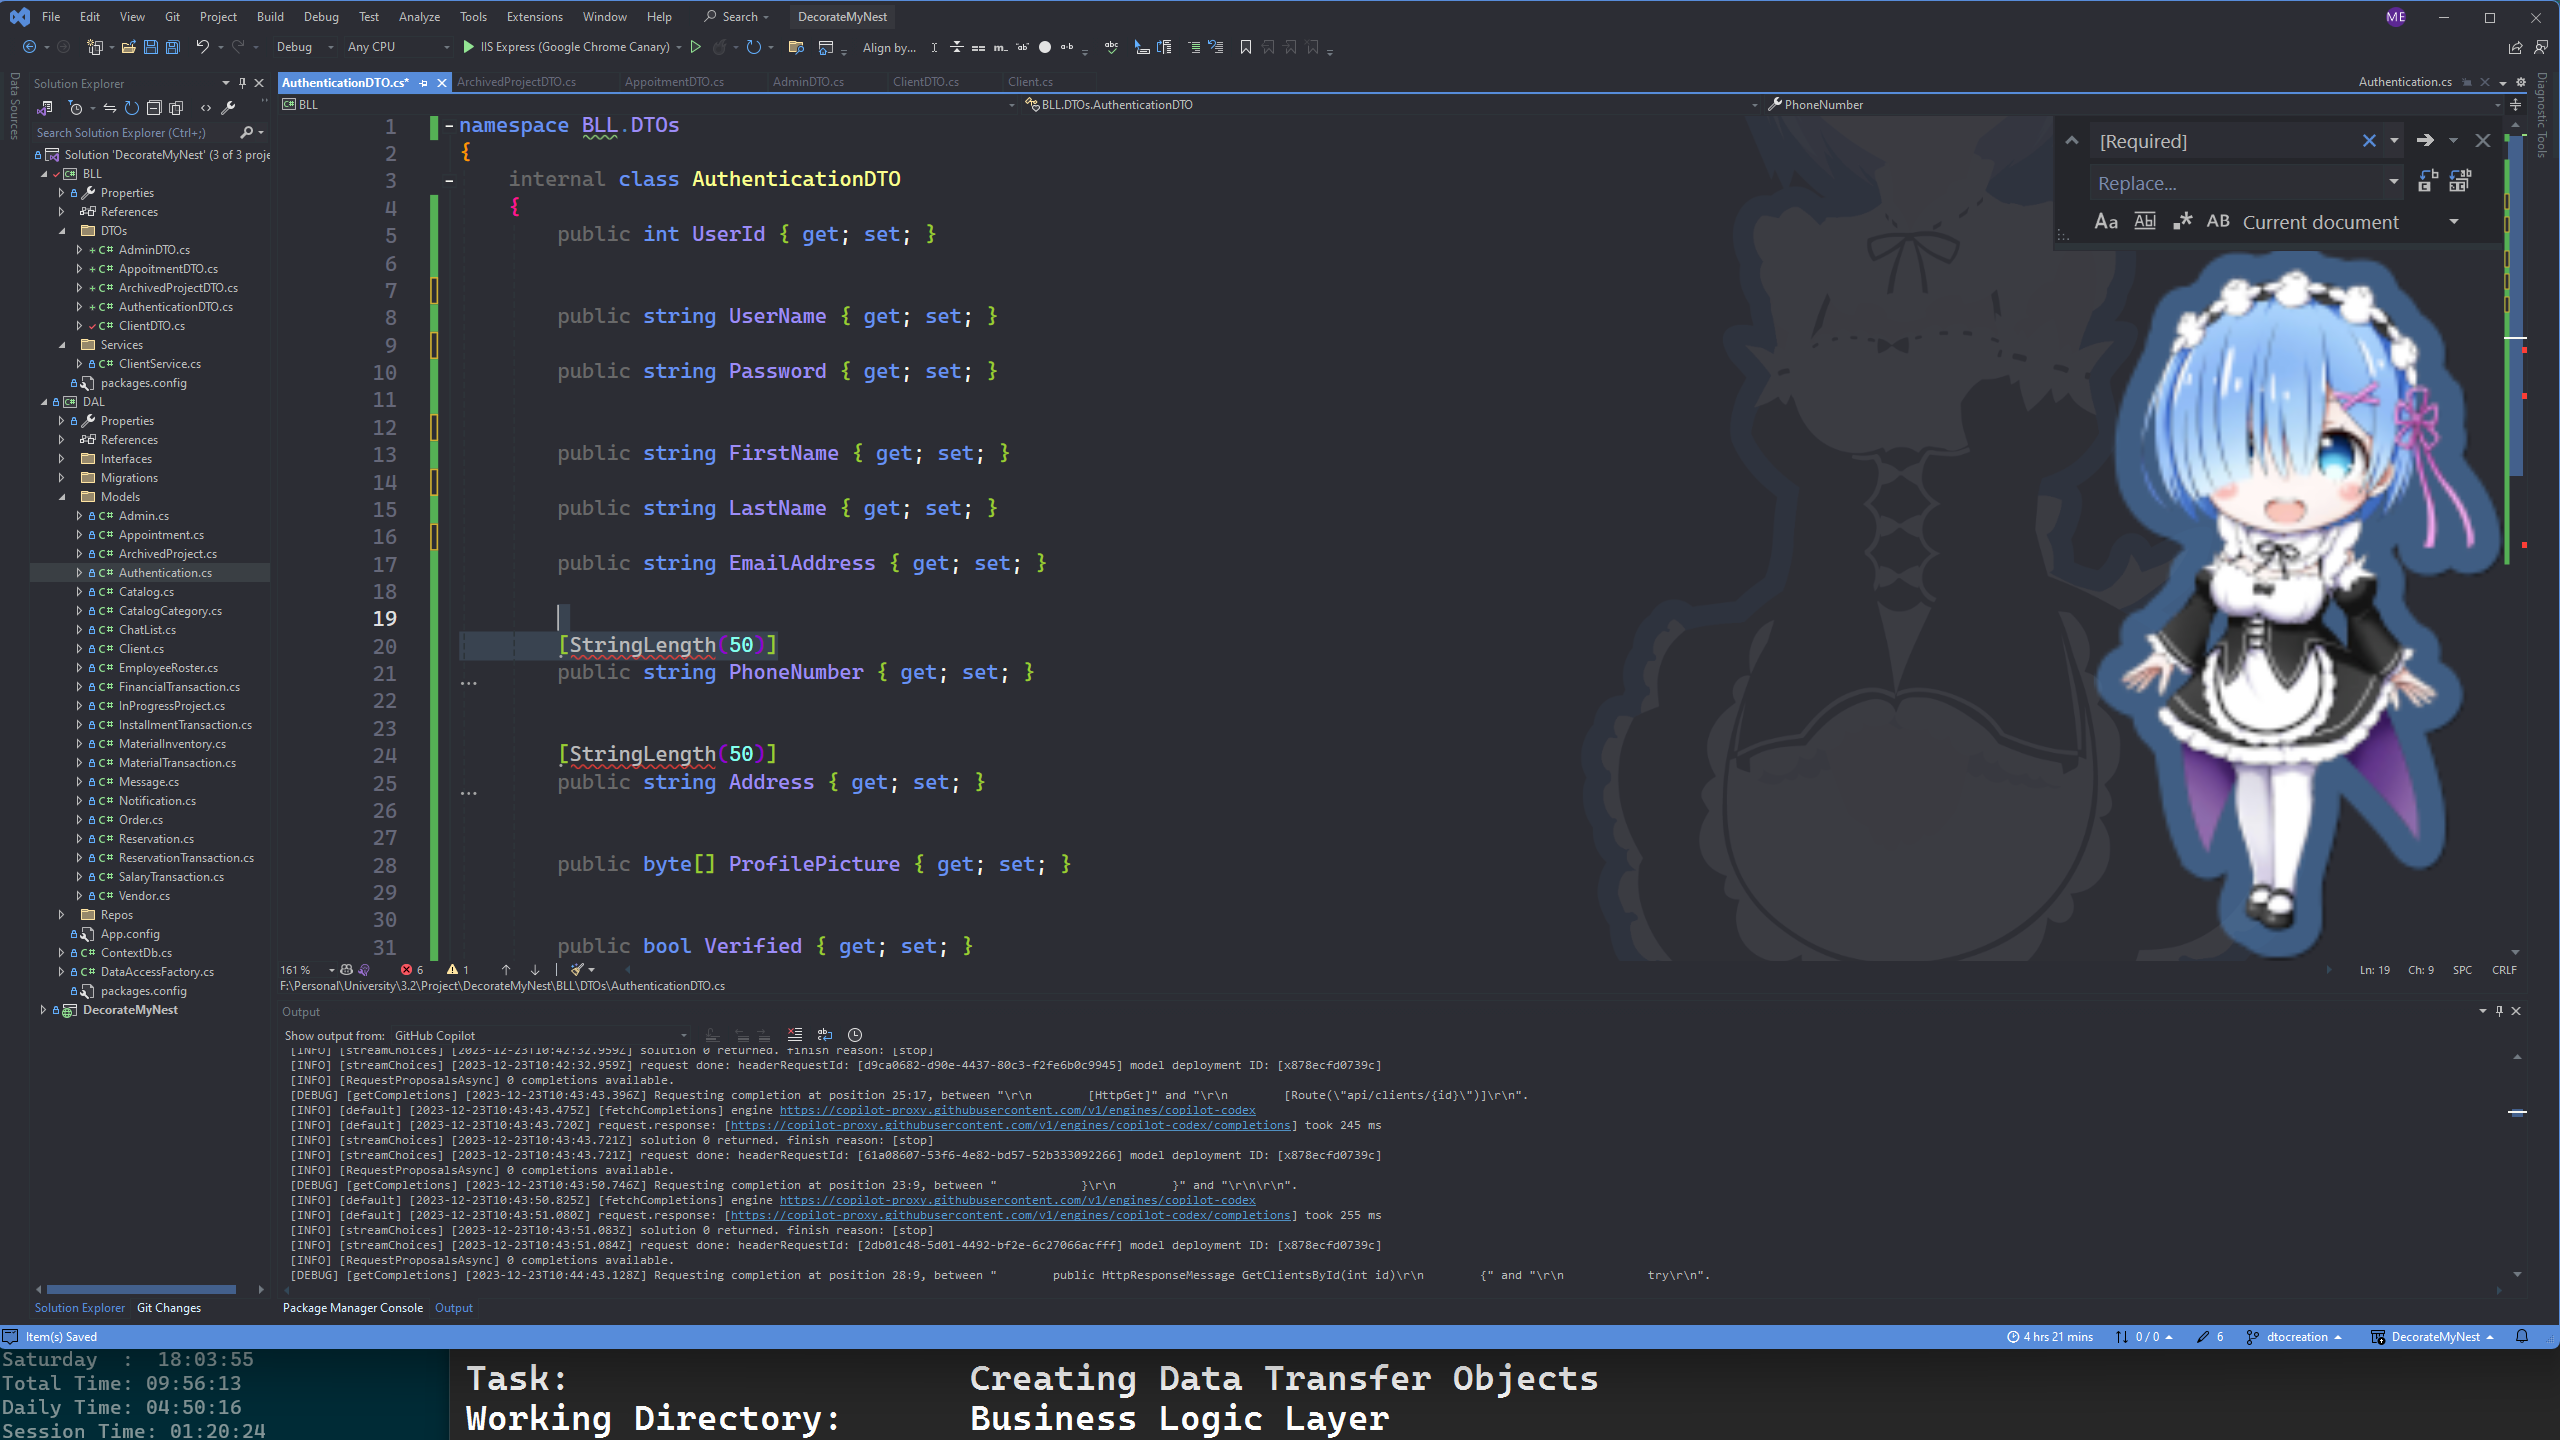 File Edit View Git Project Build Debug Test Analyze Tools Extensions Window Help Search DecorateMyNest ME
Debug Any CPU IIS Express (Google Chrome Canary) Align by...
Data Sources
Solution Explorer
Search Solution Explorer (Ctrl+;)
Solution 'DecorateMyNest' (3 of 3 proje
BLL
Properties
References
DTOs
AdminDTO.cs
AppoitmentDTO.cs
ArchivedProjectDTO.cs
AuthenticationDTO.cs
ClientDTO.cs
Services
ClientService.cs
packages.config
DAL
Properties
References
Interfaces
Migrations
Models
Admin.cs
Appointment.cs
ArchivedProject.cs
Authentication.cs
Catalog.cs
CatalogCategory.cs
ChatList.cs
Client.cs
EmployeeRoster.cs
FinancialTransaction.cs
InProgressProject.cs
InstallmentTransaction.cs
MaterialInventory.cs
MaterialTransaction.cs
Message.cs
Notification.cs
Order.cs
Reservation.cs
ReservationTransaction.cs
SalaryTransaction.cs
Vendor.cs
Repos
App.config
ContextDb.cs
DataAccessFactory.cs
packages.config
DecorateMyNest
Solution Explorer Git Changes
AuthenticationDTO.cs* ArchivedProjectDTO.cs AppoitmentDTO.cs AdminDTO.cs ClientDTO.cs Client.cs Authentication.cs
BLL BLL.DTOs.AuthenticationDTO PhoneNumber
1 namespace BLL.DTOs
2 {
3 internal class AuthenticationDTO
4 {
5 public int UserId { get; set; }
6
7
8 public string UserName { get; set; }
9
10 public string Password { get; set; }
11
12
13 public string FirstName { get; set; }
14
15 public string LastName { get; set; }
16
17 public string EmailAddress { get; set; }
18
19
20 [StringLength(50)]
21 public string PhoneNumber { get; set; }
22
23
24 [StringLength(50)]
25 public string Address { get; set; }
26
27
28 public byte[] ProfilePicture { get; set; }
29
30
31 public bool Verified { get; set; }
[Required]
Replace...
Aa Abl .* AB Current document
Diagnostic Tools
161 % 6 1 Ln: 19 Ch: 9 SPC CRLF
F:\Personal\University\3.2\Project\DecorateMyNest\BLL\DTOs\AuthenticationDTO.cs
Output
Show output from: GitHub Copilot
[INFO] [streamChoices] [2023-12-23T10:42:32.959Z] solution 0 returned. finish reason: [stop]
[INFO] [streamChoices] [2023-12-23T10:42:32.959Z] request done: headerRequestId: [d9ca0682-d90e-4437-80c3-f2fe6b0c9945] model deployment ID: [x878ecfd0739c]
[INFO] [RequestProposalsAsync] 0 completions available.
[DEBUG] [getCompletions] [2023-12-23T10:43:43.396Z] Requesting completion at position 25:17, between "\r\n [HttpGet]" and "\r\n [Route(\"api/clients/{id}\")]\r\n".
[INFO] [default] [2023-12-23T10:43:43.475Z] [fetchCompletions] engine https://copilot-proxy.githubusercontent.com/v1/engines/copilot-codex
[INFO] [default] [2023-12-23T10:43:43.720Z] request.response: [https://copilot-proxy.githubusercontent.com/v1/engines/copilot-codex/completions] took 245 ms
[INFO] [streamChoices] [2023-12-23T10:43:43.721Z] solution 0 returned. finish reason: [stop]
[INFO] [streamChoices] [2023-12-23T10:43:43.721Z] request done: headerRequestId: [61a08607-53f6-4e82-bd57-52b333092266] model deployment ID: [x878ecfd0739c]
[INFO] [RequestProposalsAsync] 0 completions available.
[DEBUG] [getCompletions] [2023-12-23T10:43:50.746Z] Requesting completion at position 23:9, between " }\r\n }" and "\r\n\r\n".
[INFO] [default] [2023-12-23T10:43:50.825Z] [fetchCompletions] engine https://copilot-proxy.githubusercontent.com/v1/engines/copilot-codex
[INFO] [default] [2023-12-23T10:43:51.080Z] request.response: [https://copilot-proxy.githubusercontent.com/v1/engines/copilot-codex/completions] took 255 ms
[INFO] [streamChoices] [2023-12-23T10:43:51.083Z] solution 0 returned. finish reason: [stop]
[INFO] [streamChoices] [2023-12-23T10:43:51.084Z] request done: headerRequestId: [2db01c48-5d01-4492-bf2e-6c27066acfff] model deployment ID: [x878ecfd0739c]
[INFO] [RequestProposalsAsync] 0 completions available.
[DEBUG] [getCompletions] [2023-12-23T10:44:43.128Z] Requesting completion at position 28:9, between " public HttpResponseMessage GetClientsById(int id)\r\n {" and "\r\n try\r\n".
Package Manager Console Output
Item(s) Saved 4 hrs 21 mins 0 / 0 6 dtocreation DecorateMyNest
Saturday : 18:03:55
Total Time: 09:56:13
Daily Time: 04:50:16
Session Time: 01:20:24
Task: Creating Data Transfer Objects
Working Directory: Business Logic Layer